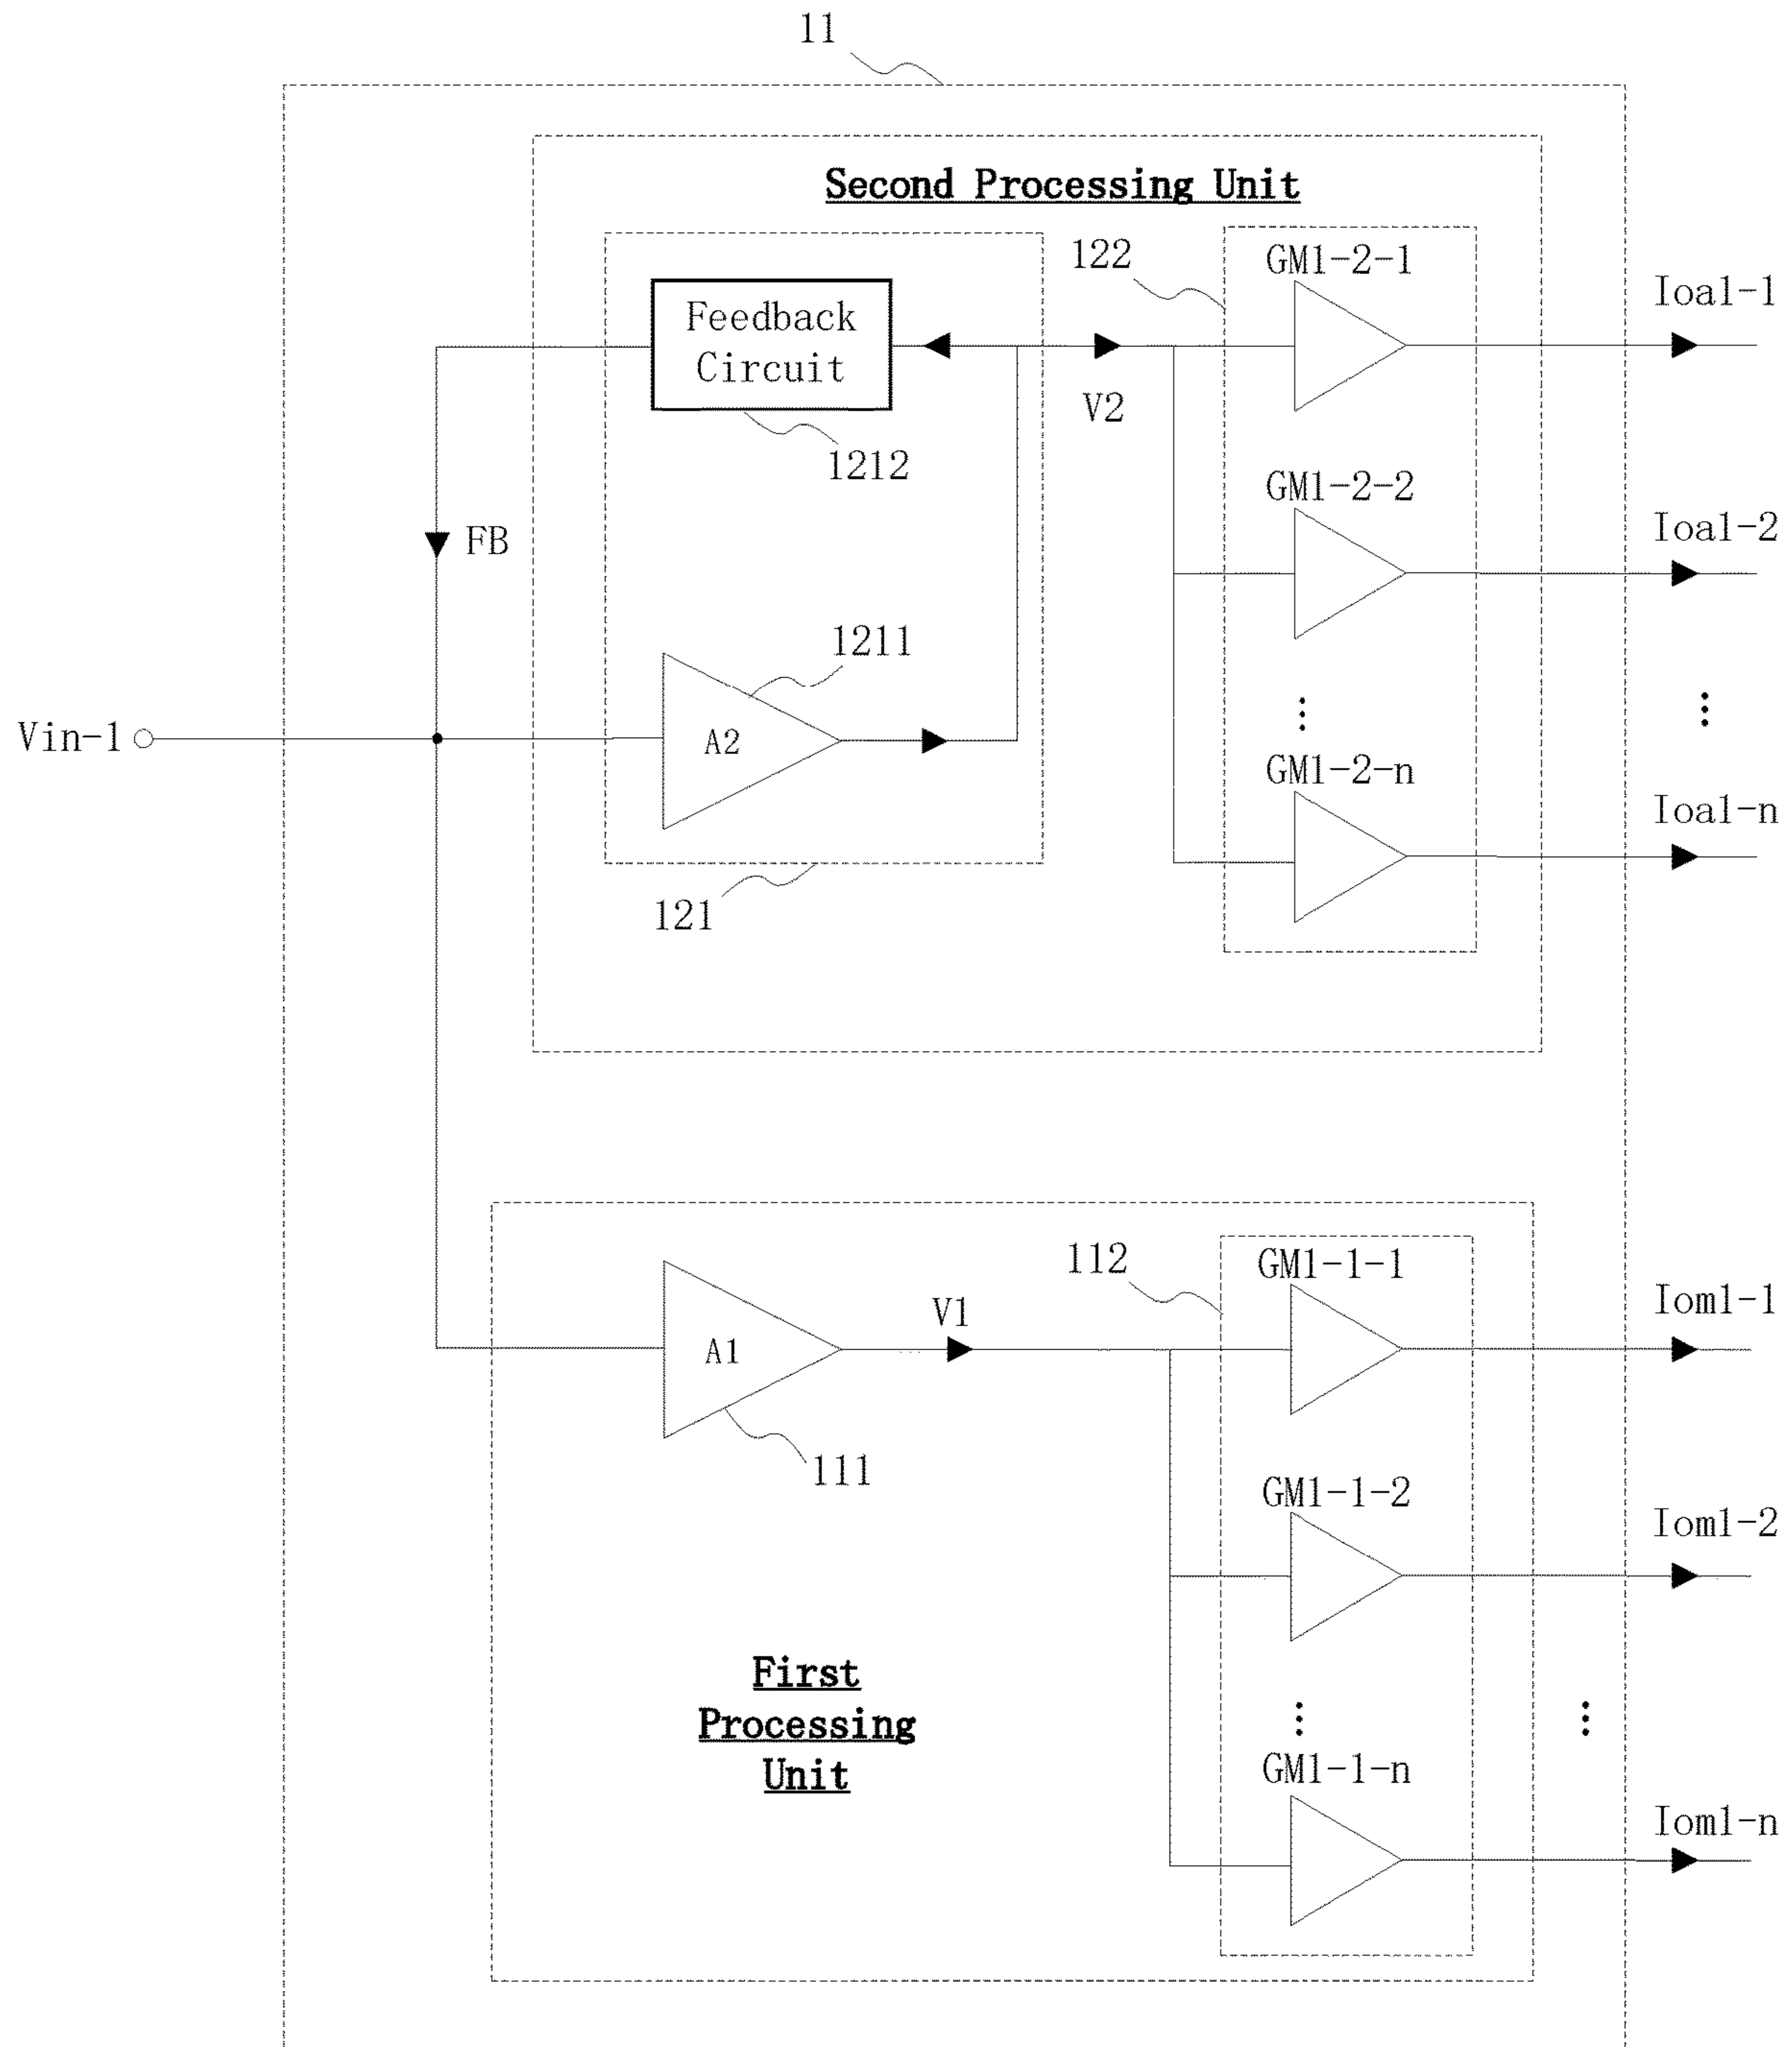 11
Second Processing Unit
122
GM1-2-1
Ioa1-1
Feedback
Circuit
V2
1212
GM1-2-2
Ioa1-2
FB
1211
Vin-1
A2
GM1-2-n
Ioa1-n
121
112
GM1-1-1
Iom1-1
V1
A1
111
GM1-1-2
Iom1-2
First
Processing
Unit
GM1-1-n
Iom1-n